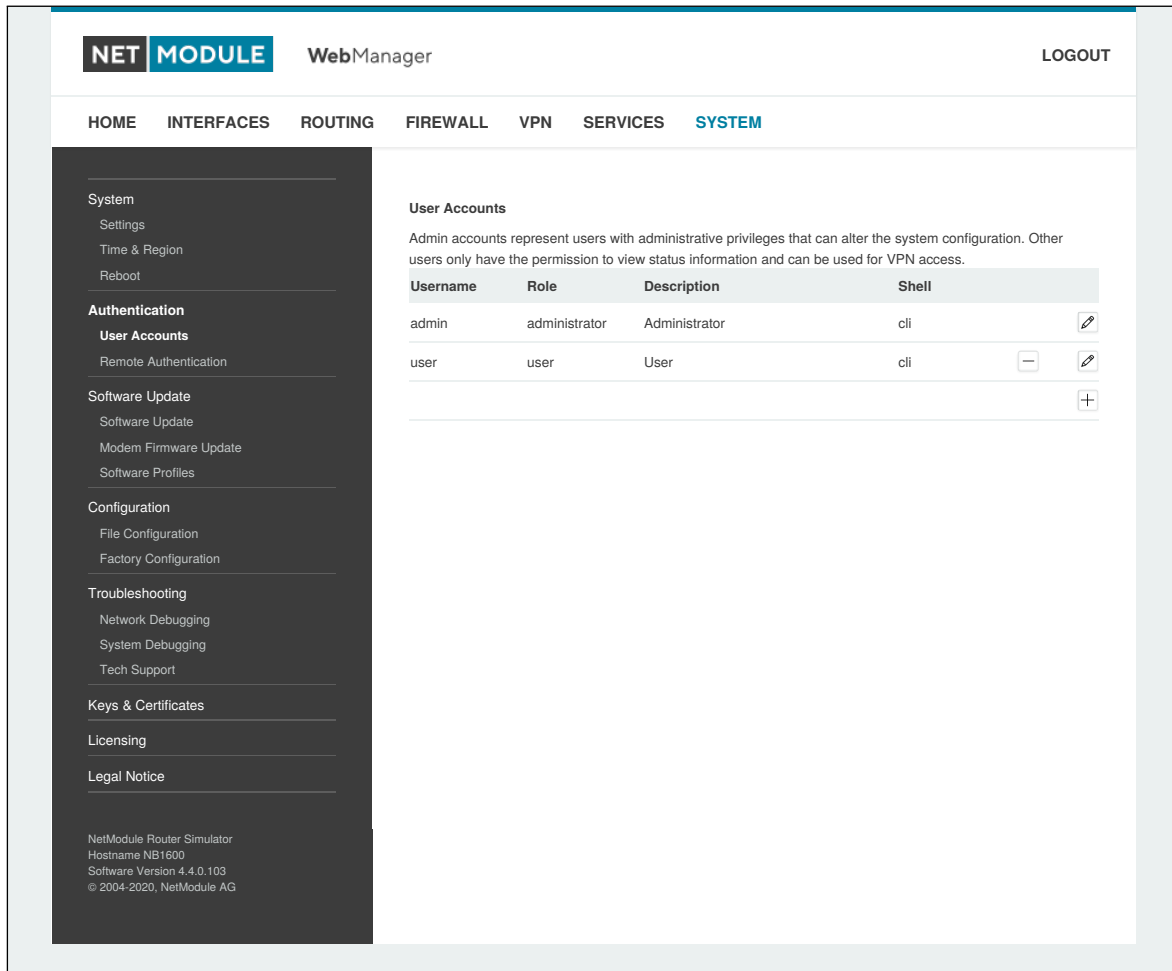 NET MODULE WebManager LOGOUT
HOME INTERFACES ROUTING FIREWALL VPN SERVICES SYSTEM
System
Settings
Time & Region
Reboot
Authentication
User Accounts
Remote Authentication
Software Update
Software Update
Modem Firmware Update
Software Profiles
Configuration
File Configuration
Factory Configuration
Troubleshooting
Network Debugging
System Debugging
Tech Support
Keys & Certificates
Licensing
Legal Notice
NetModule Router Simulator
Hostname NB1600
Software Version 4.4.0.103
© 2004-2020, NetModule AG
User Accounts
Admin accounts represent users with administrative privileges that can alter the system configuration. Other
users only have the permission to view status information and can be used for VPN access.
Username Role Description Shell
admin administrator Administrator cli
user user User cli